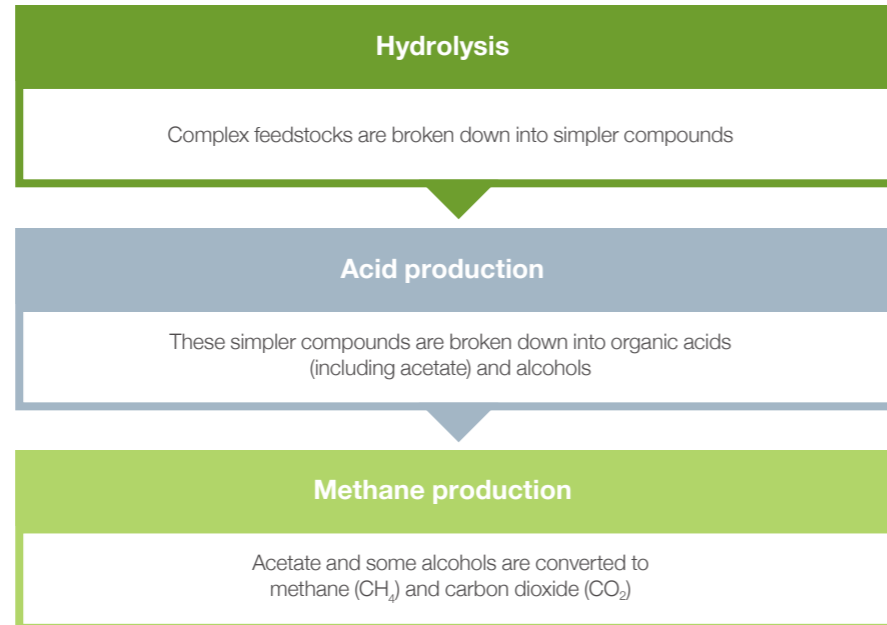 Hydrolysis
Complex feedstocks are broken down into simpler compounds
Acid production
These simpler compounds are broken down into organic acids
(including acetate) and alcohols
Methane production
Acetate and some alcohols are converted to
methane (CH₄) and carbon dioxide (CO₂)